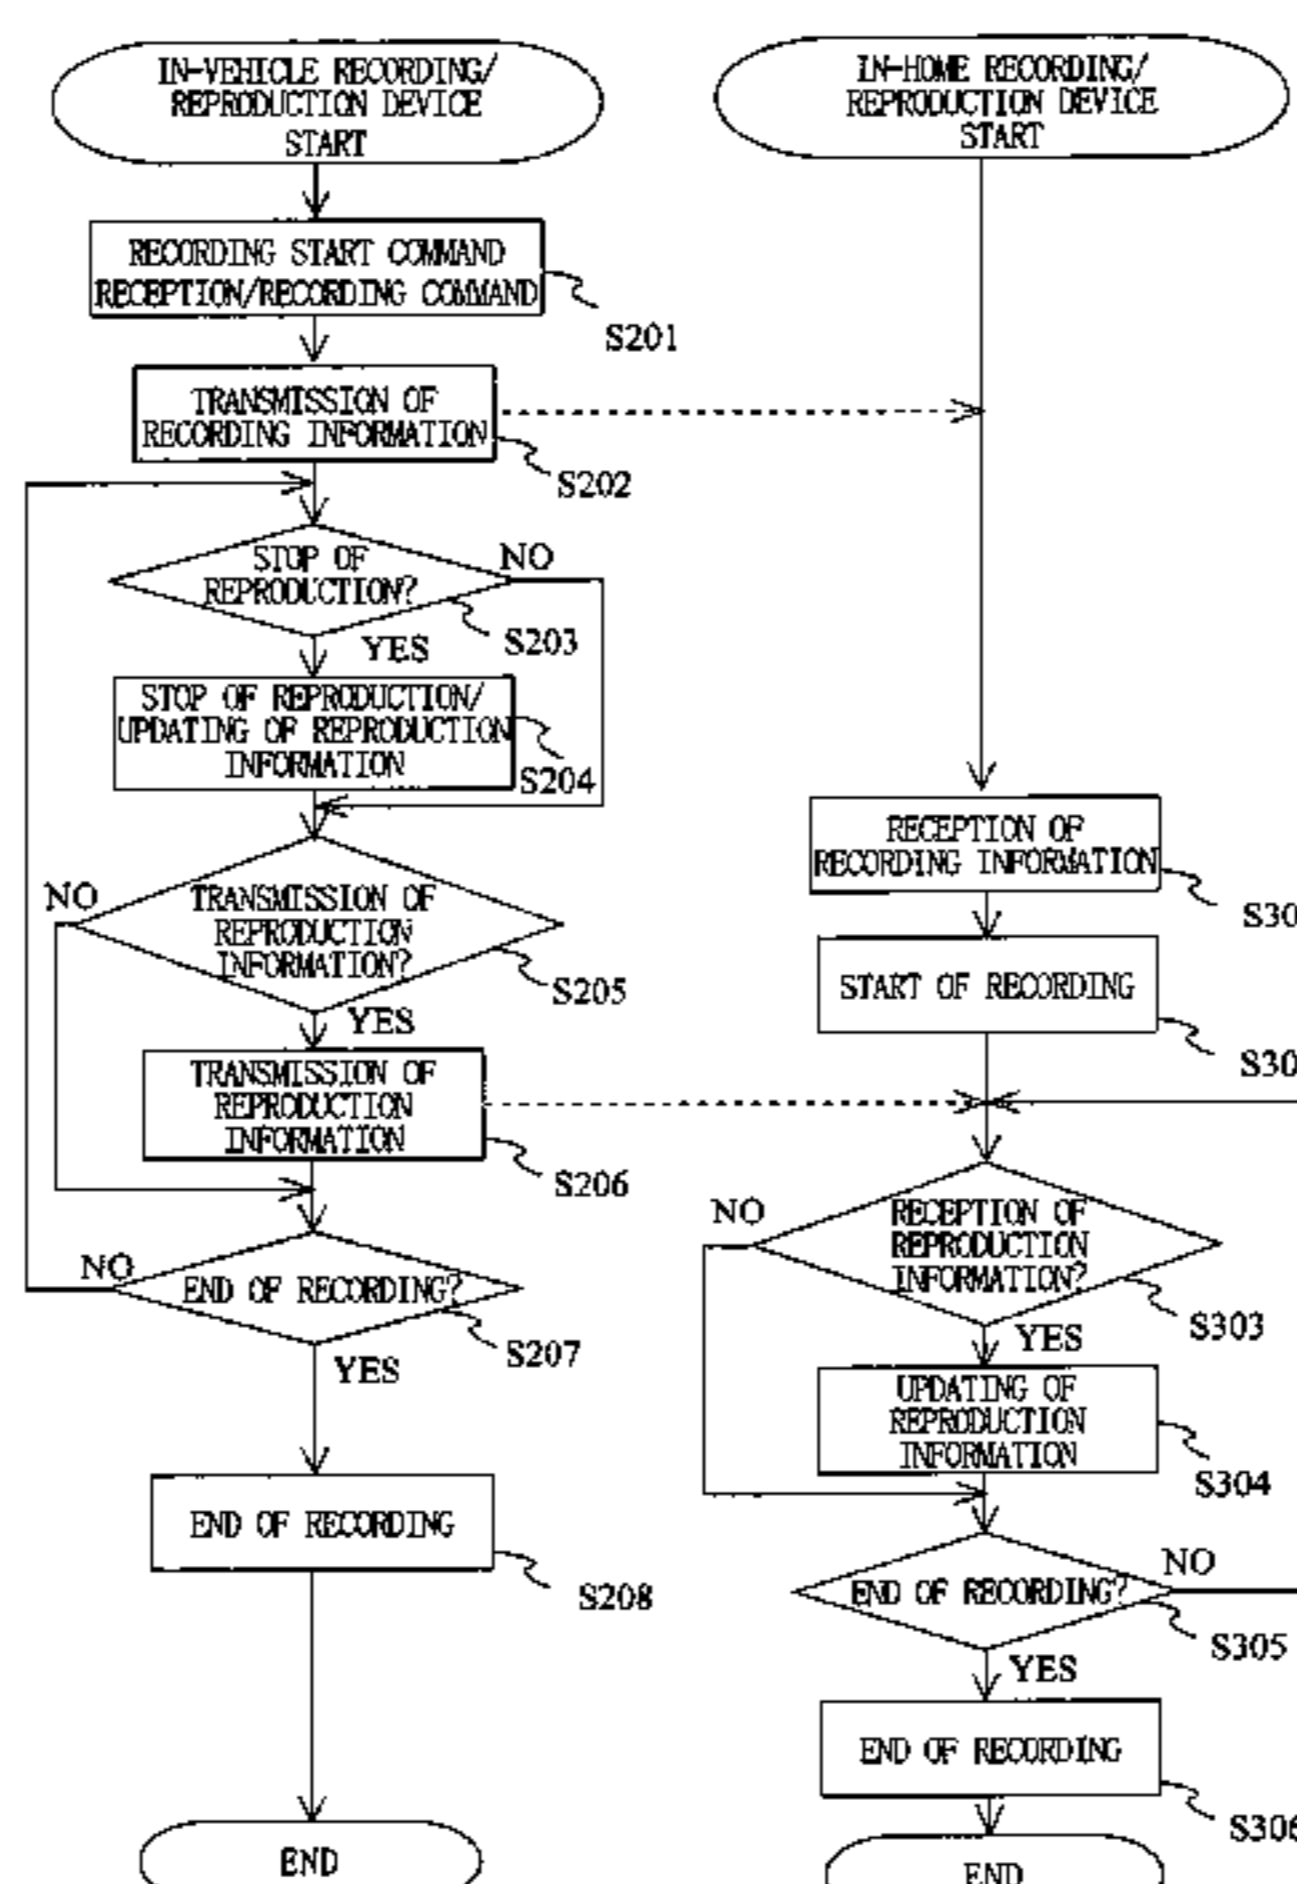 IN-VEHICLE RECORDING/
REPRODUCTION DEVICE
START
RECORDING START COMMAND
RECEPTION/RECORDING COMMAND
S201
TRANSMISSION OF
RECORDING INFORMATION
S202
STOP OF
REPRODUCTION?
NO
S203
YES
STOP OF REPRODUCTION/
UPDATING OF REPRODUCTION
INFORMATION
S204
NO
TRANSMISSION OF
REPRODUCTION
INFORMATION?
S205
YES
TRANSMISSION OF
REPRODUCTION
INFORMATION
S206
NO
END OF RECORDING?
S207
YES
END OF RECORDING
S208
END
IN-HOME RECORDING/
REPRODUCTION DEVICE
START
RECEPTION OF
RECORDING INFORMATION
S30
START OF RECORDING
S30
NO
RECEPTION OF
REPRODUCTION
INFORMATION?
S303
YES
UPDATING OF
REPRODUCTION
INFORMATION
S304
NO
END OF RECORDING?
S305
YES
END OF RECORDING
S306
END